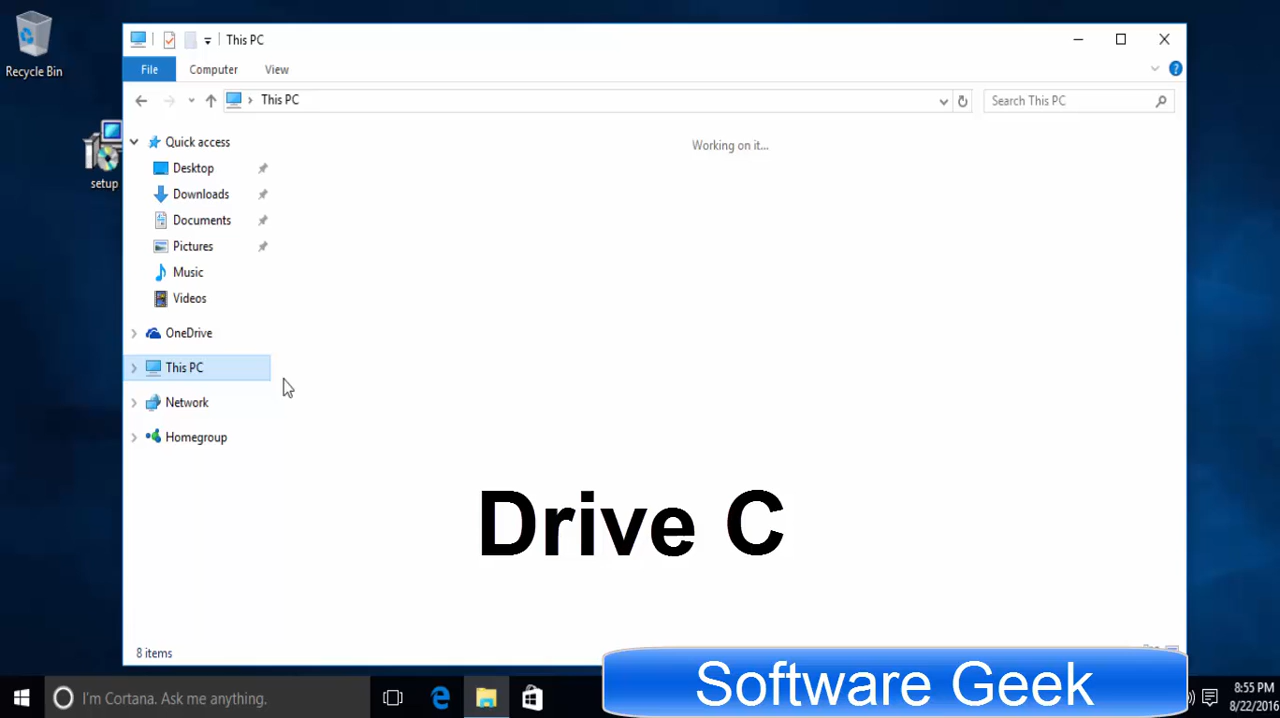 Recycle Bin
setup
This PC
File Computer View
This PC
Search This PC
Working on it...
Quick access
Desktop
Downloads
Documents
Pictures
Music
Videos
OneDrive
This PC
Network
Homegroup
Drive C
8 items
Software Geek
I'm Cortana. Ask me anything.
8:55 PM
8/22/2016